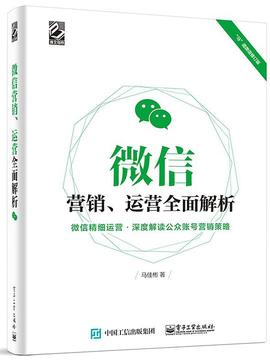 微信营销、运营全面解析
微信
营销、运营全面解析
微信精细运营·深度解读公众账号营销策略
马佳彬 著
中国工信出版集团
电子工业出版社